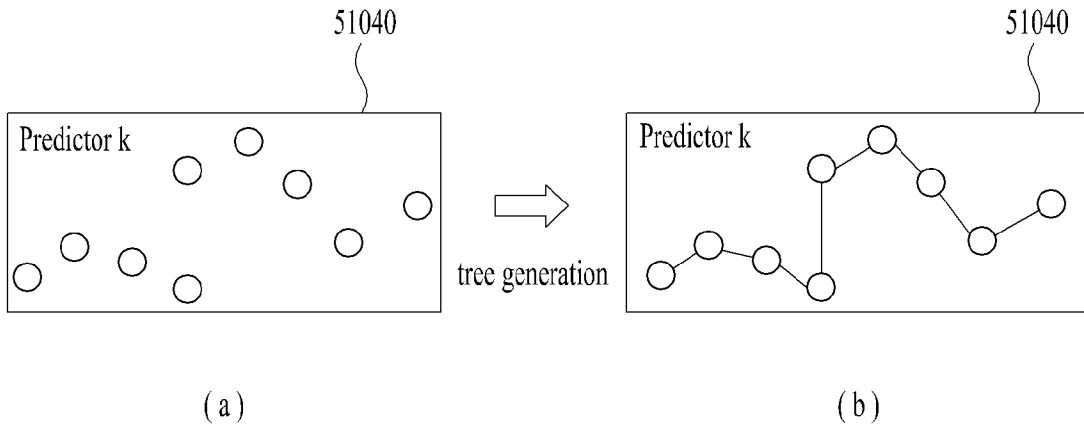 51040
51040
Predictor k
Predictor k
tree generation
( a )
( b )